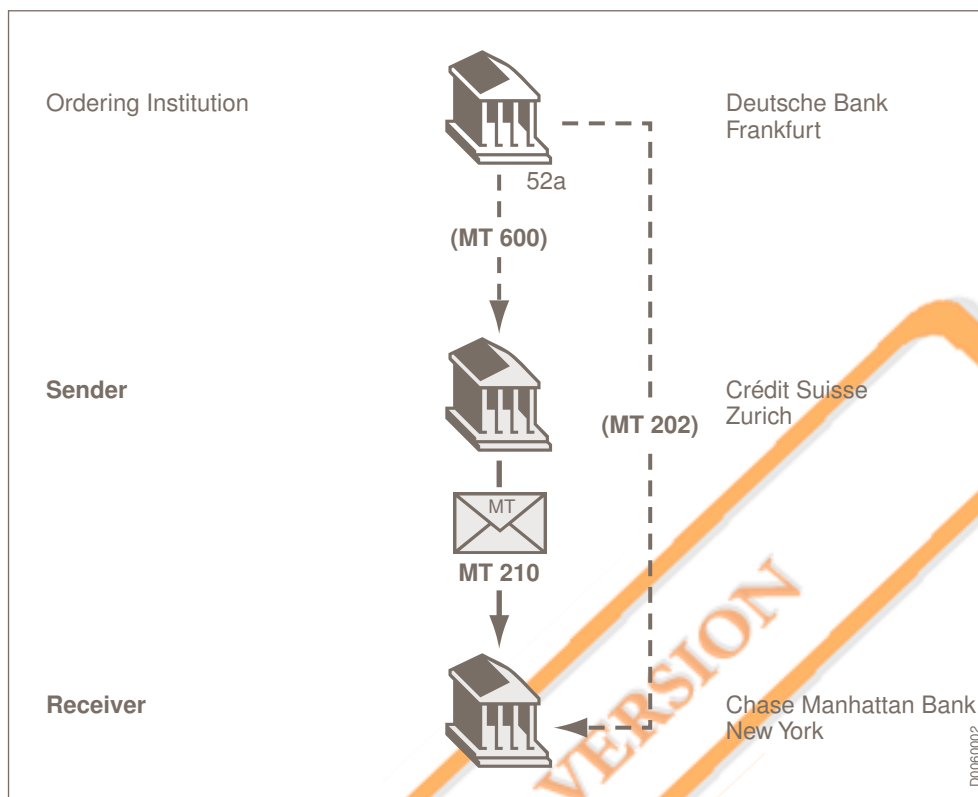 Ordering Institution
Deutsche Bank
Frankfurt
52a
(MT 600)
Sender
Crédit Suisse
Zurich
(MT 202)
MT
MT 210
Receiver
Chase Manhattan Bank
New York
VERSION
D0060002